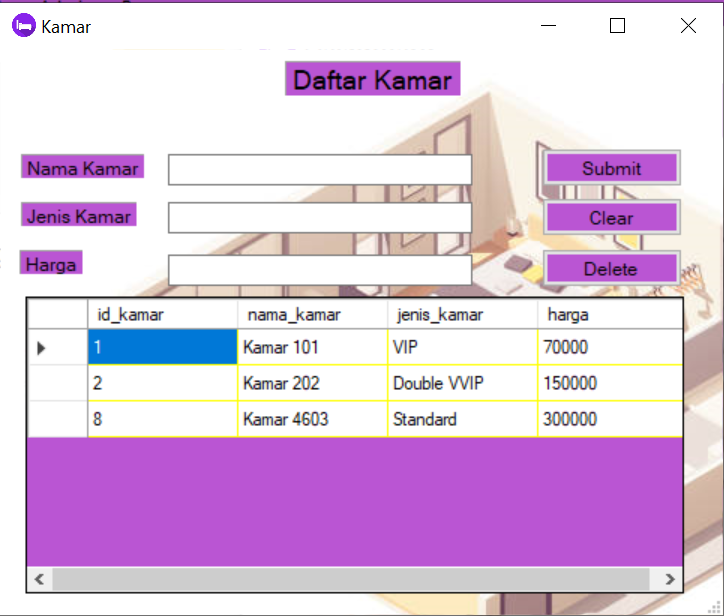 Kamar
Daftar Kamar
Nama Kamar Submit
Jenis Kamar Clear
Harga Delete
id_kamar nama_kamar jenis_kamar harga
1 Kamar 101 VIP 70000
2 Kamar 202 Double VVIP 150000
8 Kamar 4603 Standard 300000